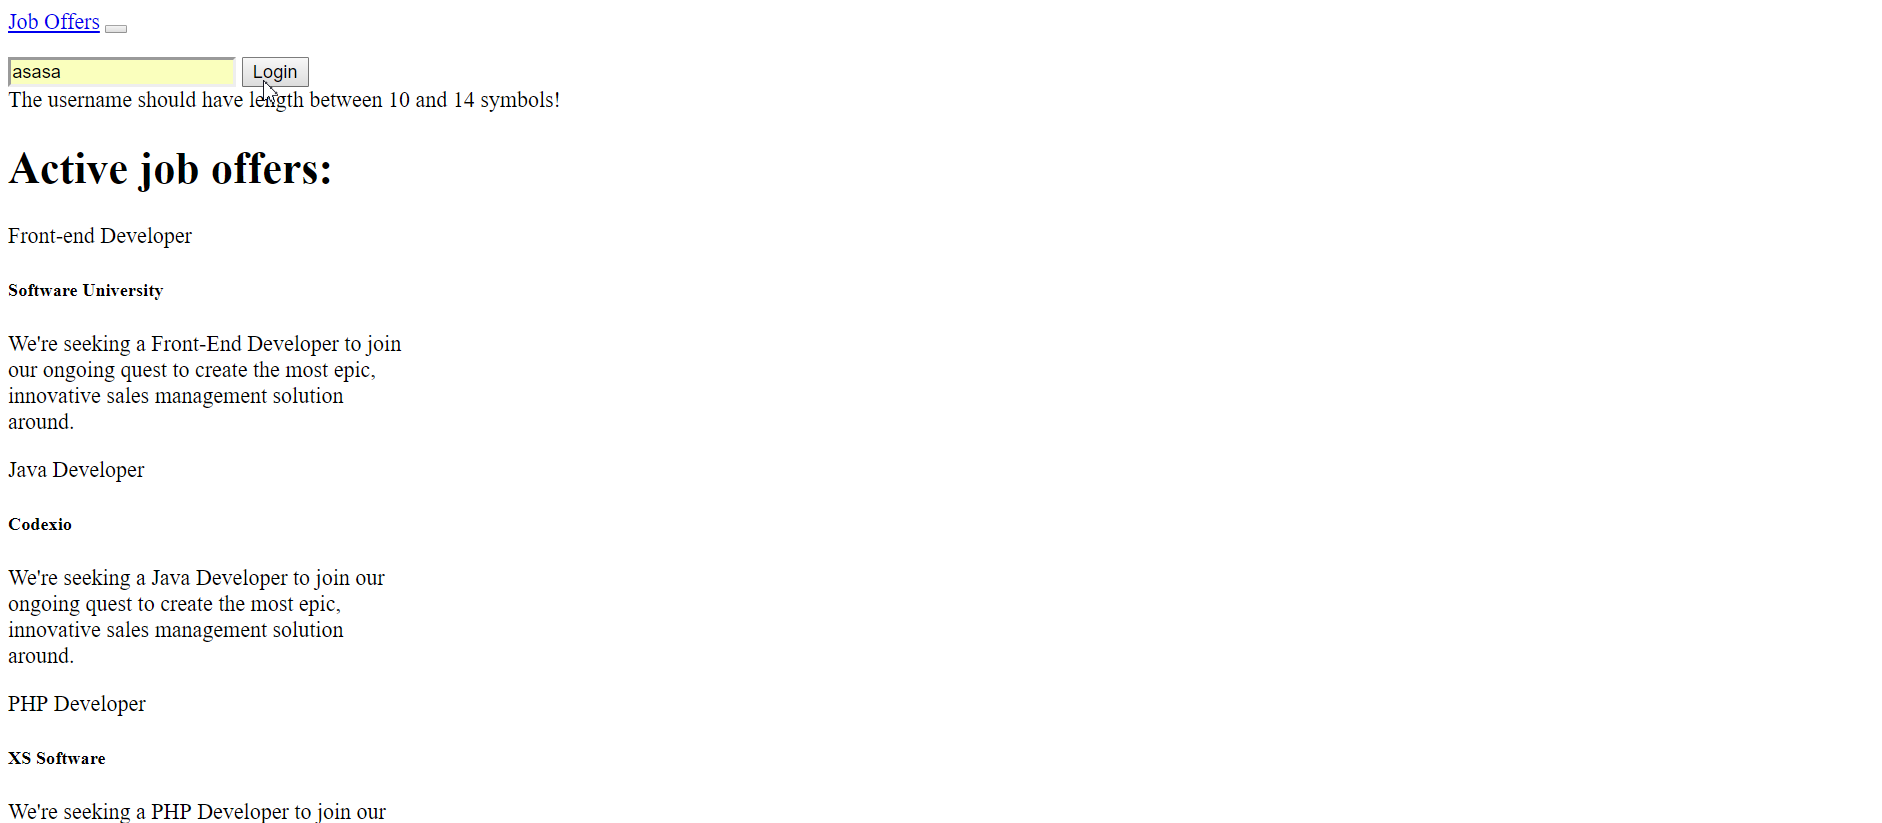 Job Offers
asasa Login
The username should have length between 10 and 14 symbols!
Active job offers:
Front-end Developer
Software University
We're seeking a Front-End Developer to join
our ongoing quest to create the most epic,
innovative sales management solution
around.
Java Developer
Codexio
We're seeking a Java Developer to join our
ongoing quest to create the most epic,
innovative sales management solution
around.
PHP Developer
XS Software
We're seeking a PHP Developer to join our